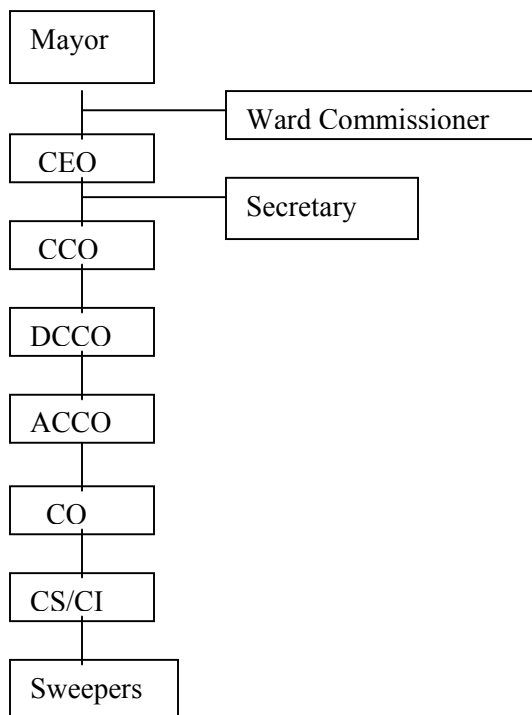 Mayor
Ward Commissioner
CEO
Secretary
CCO
DCCO
ACCO
CO
CS/CI
Sweepers